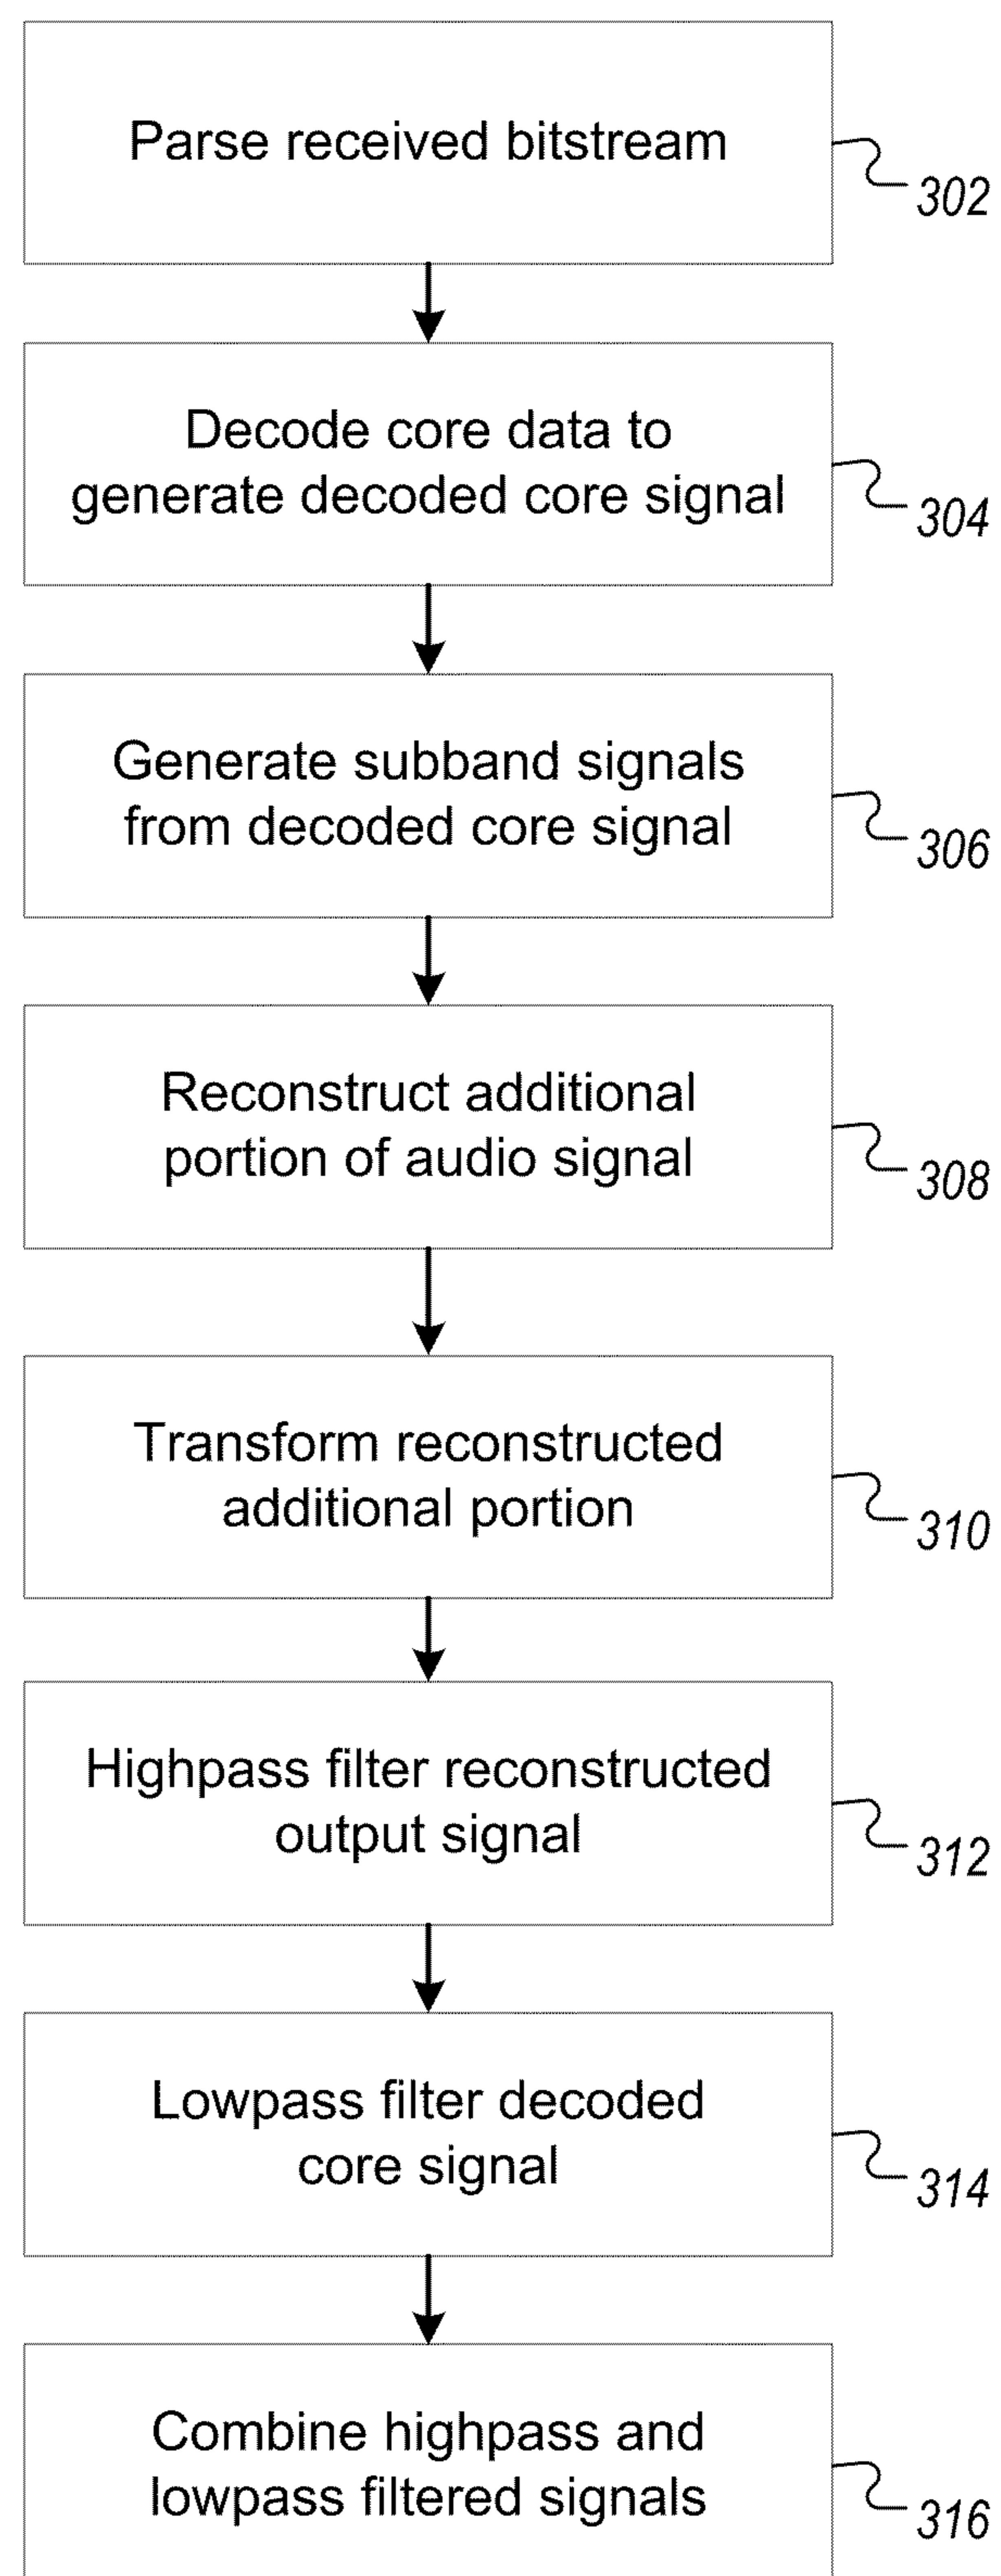 Parse received bitstream
302
Decode core data to
generate decoded core signal
304
Generate subband signals
from decoded core signal
306
Reconstruct additional
portion of audio signal
308
Transform reconstructed
additional portion
310
Highpass filter reconstructed
output signal
312
Lowpass filter decoded
core signal
314
Combine highpass and
lowpass filtered signals
316